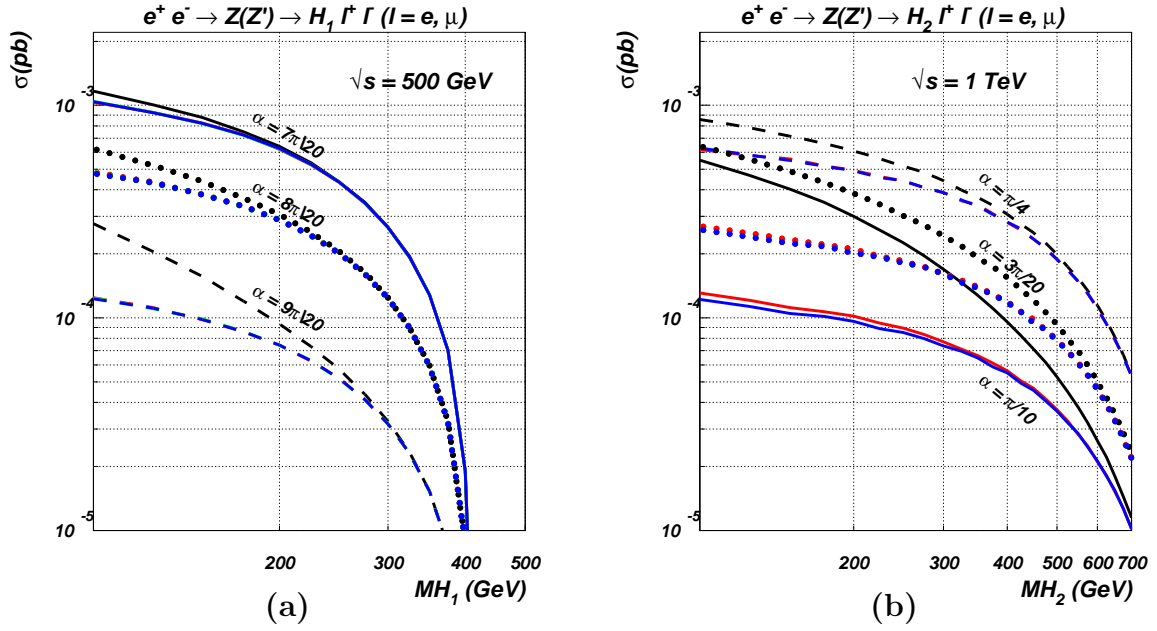 e⁺ e⁻ → Z(Z') → H₁ l⁺ l⁻ (l = e, μ)
σ(pb)
√s = 500 GeV
10⁻³
α = 7π\20
α = 8π\20
α = 9π\20
10⁻⁴
10⁻⁵
200 300 400 500
MH₁ (GeV)
(a)
e⁺ e⁻ → Z(Z') → H₂ l⁺ l⁻ (l = e, μ)
σ(pb)
√s = 1 TeV
10⁻³
α = π/4
α = 3π/20
10⁻⁴
α = π/10
10⁻⁵
200 300 400 500 600 700
MH₂ (GeV)
(b)